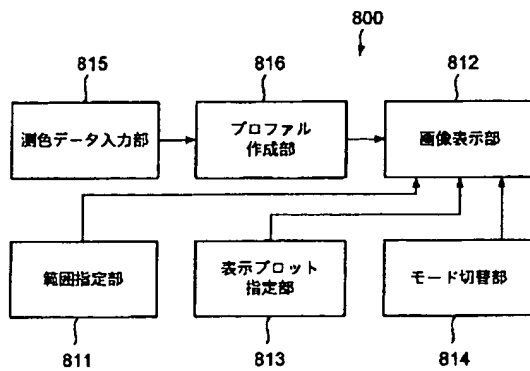 800
815
816
812
測色データ入力部
プロファル
作成部
画像表示部
範囲指定部
表示プロット
指定部
モード切替部
811
813
814